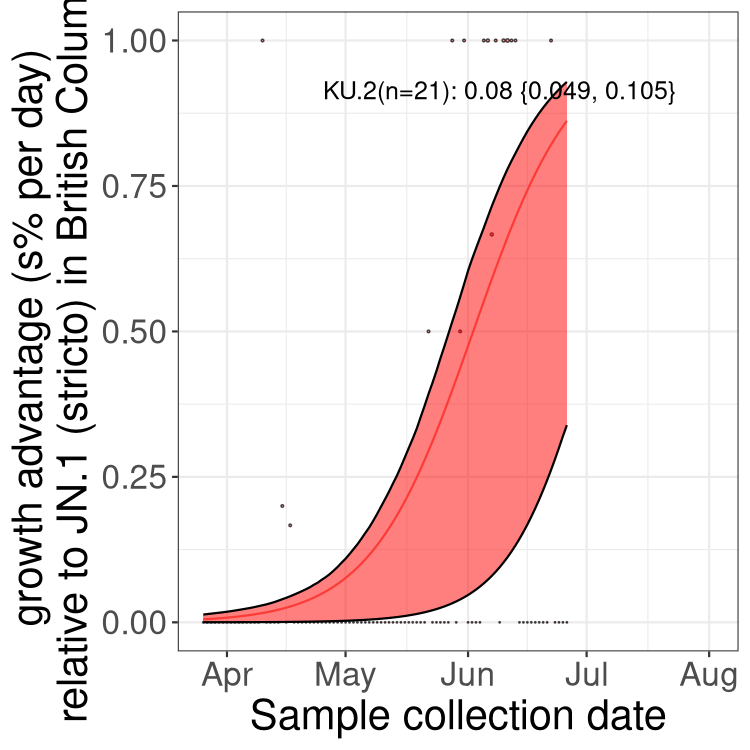 growth advantage (s% per day)
relative to JN.1 (stricto) in British Colum
1.00
0.75
0.50
0.25
0.00
KU.2(n=21): 0.08 {0.049, 0.105}
Apr May Jun Jul Aug
Sample collection date